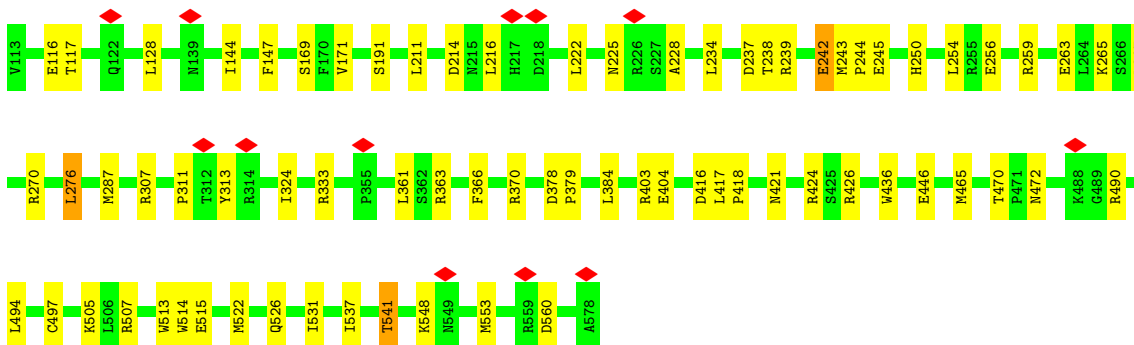 V113 E116 T117 Q122 L128 N139 I144 F147 S169 F170 V171 S191 L211 D214 N215 L216 H217 D218 L222 N225 R226 S227 A228 L234 D237 T238 R239 E242 M243 P244 E245 H250 L254 R255 E256 R259 E263 L264 K265 S266
R270 L276 M287 R307 P311 T312 Y313 R314 I324 R333 P355 L361 S362 R363 F366 R370 D378 P379 L384 R403 E404 D416 L417 P418 N421 R424 S425 R426 W436 E446 M465 T470 P471 N472 K488 G489 R490
L494 C497 K505 L506 R507 W513 W514 E515 M522 Q526 I531 I537 T541 K548 N549 M553 R559 D560 A578